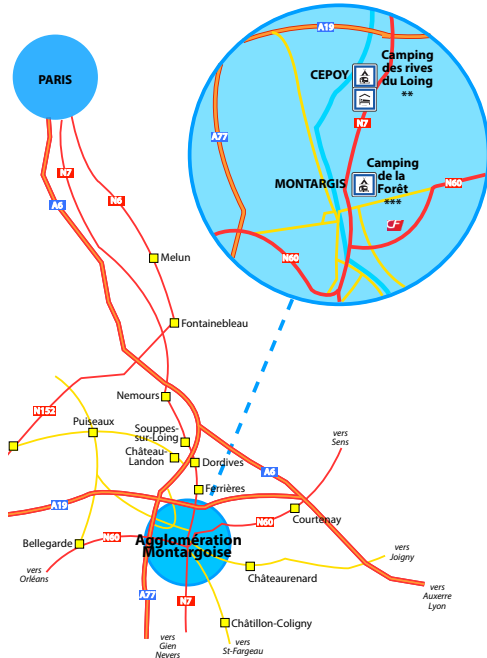 PARIS
A19
Camping
des rives
du Loing
**
CEPOY
N7
A77
Camping
de la
Forêt
***
MONTARGIS
N60
N60
N7
A6
N6
Melun
Fontainebleau
Nemours
N152
Puiseaux
Souppes-
sur-Loing
Château-
Landon
Dordives
vers
Sens
A6
Ferrières
A19
Courtenay
N60
N60
Agglomération
Montargoise
Bellegarde
vers
Orléans
vers
Joigny
Châteaurenard
A77
N7
vers
Auxerre
Lyon
Châtillon-Coligny
vers
Gien
Nevers
vers
St-Fargeau